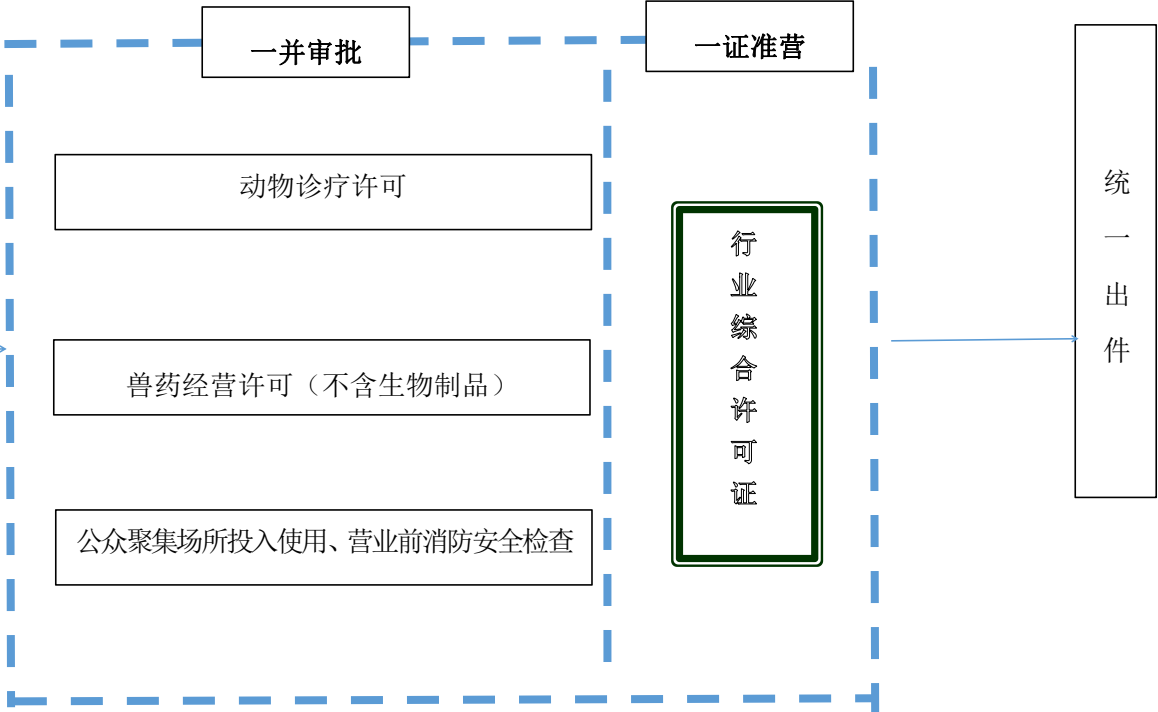 一并审批
一证准营
动物诊疗许可
兽药经营许可（不含生物制品）
公众聚集场所投入使用、营业前消防安全检查
行
业
综
合
许
可
证
统
一
出
件